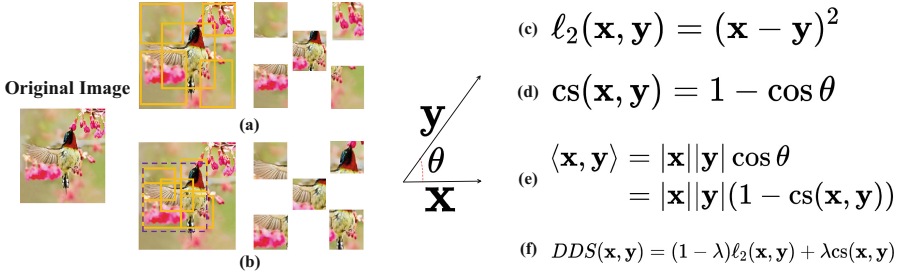 Original Image
(a)
(b)
y
θ
x
(c) ℓ₂(x, y) = (x − y)²
(d) cs(x, y) = 1 − cos θ
(e) ⟨x, y⟩ = |x||y| cos θ
= |x||y|(1 − cs(x, y))
(f) DDS(x, y) = (1 − λ)ℓ₂(x, y) + λcs(x, y)